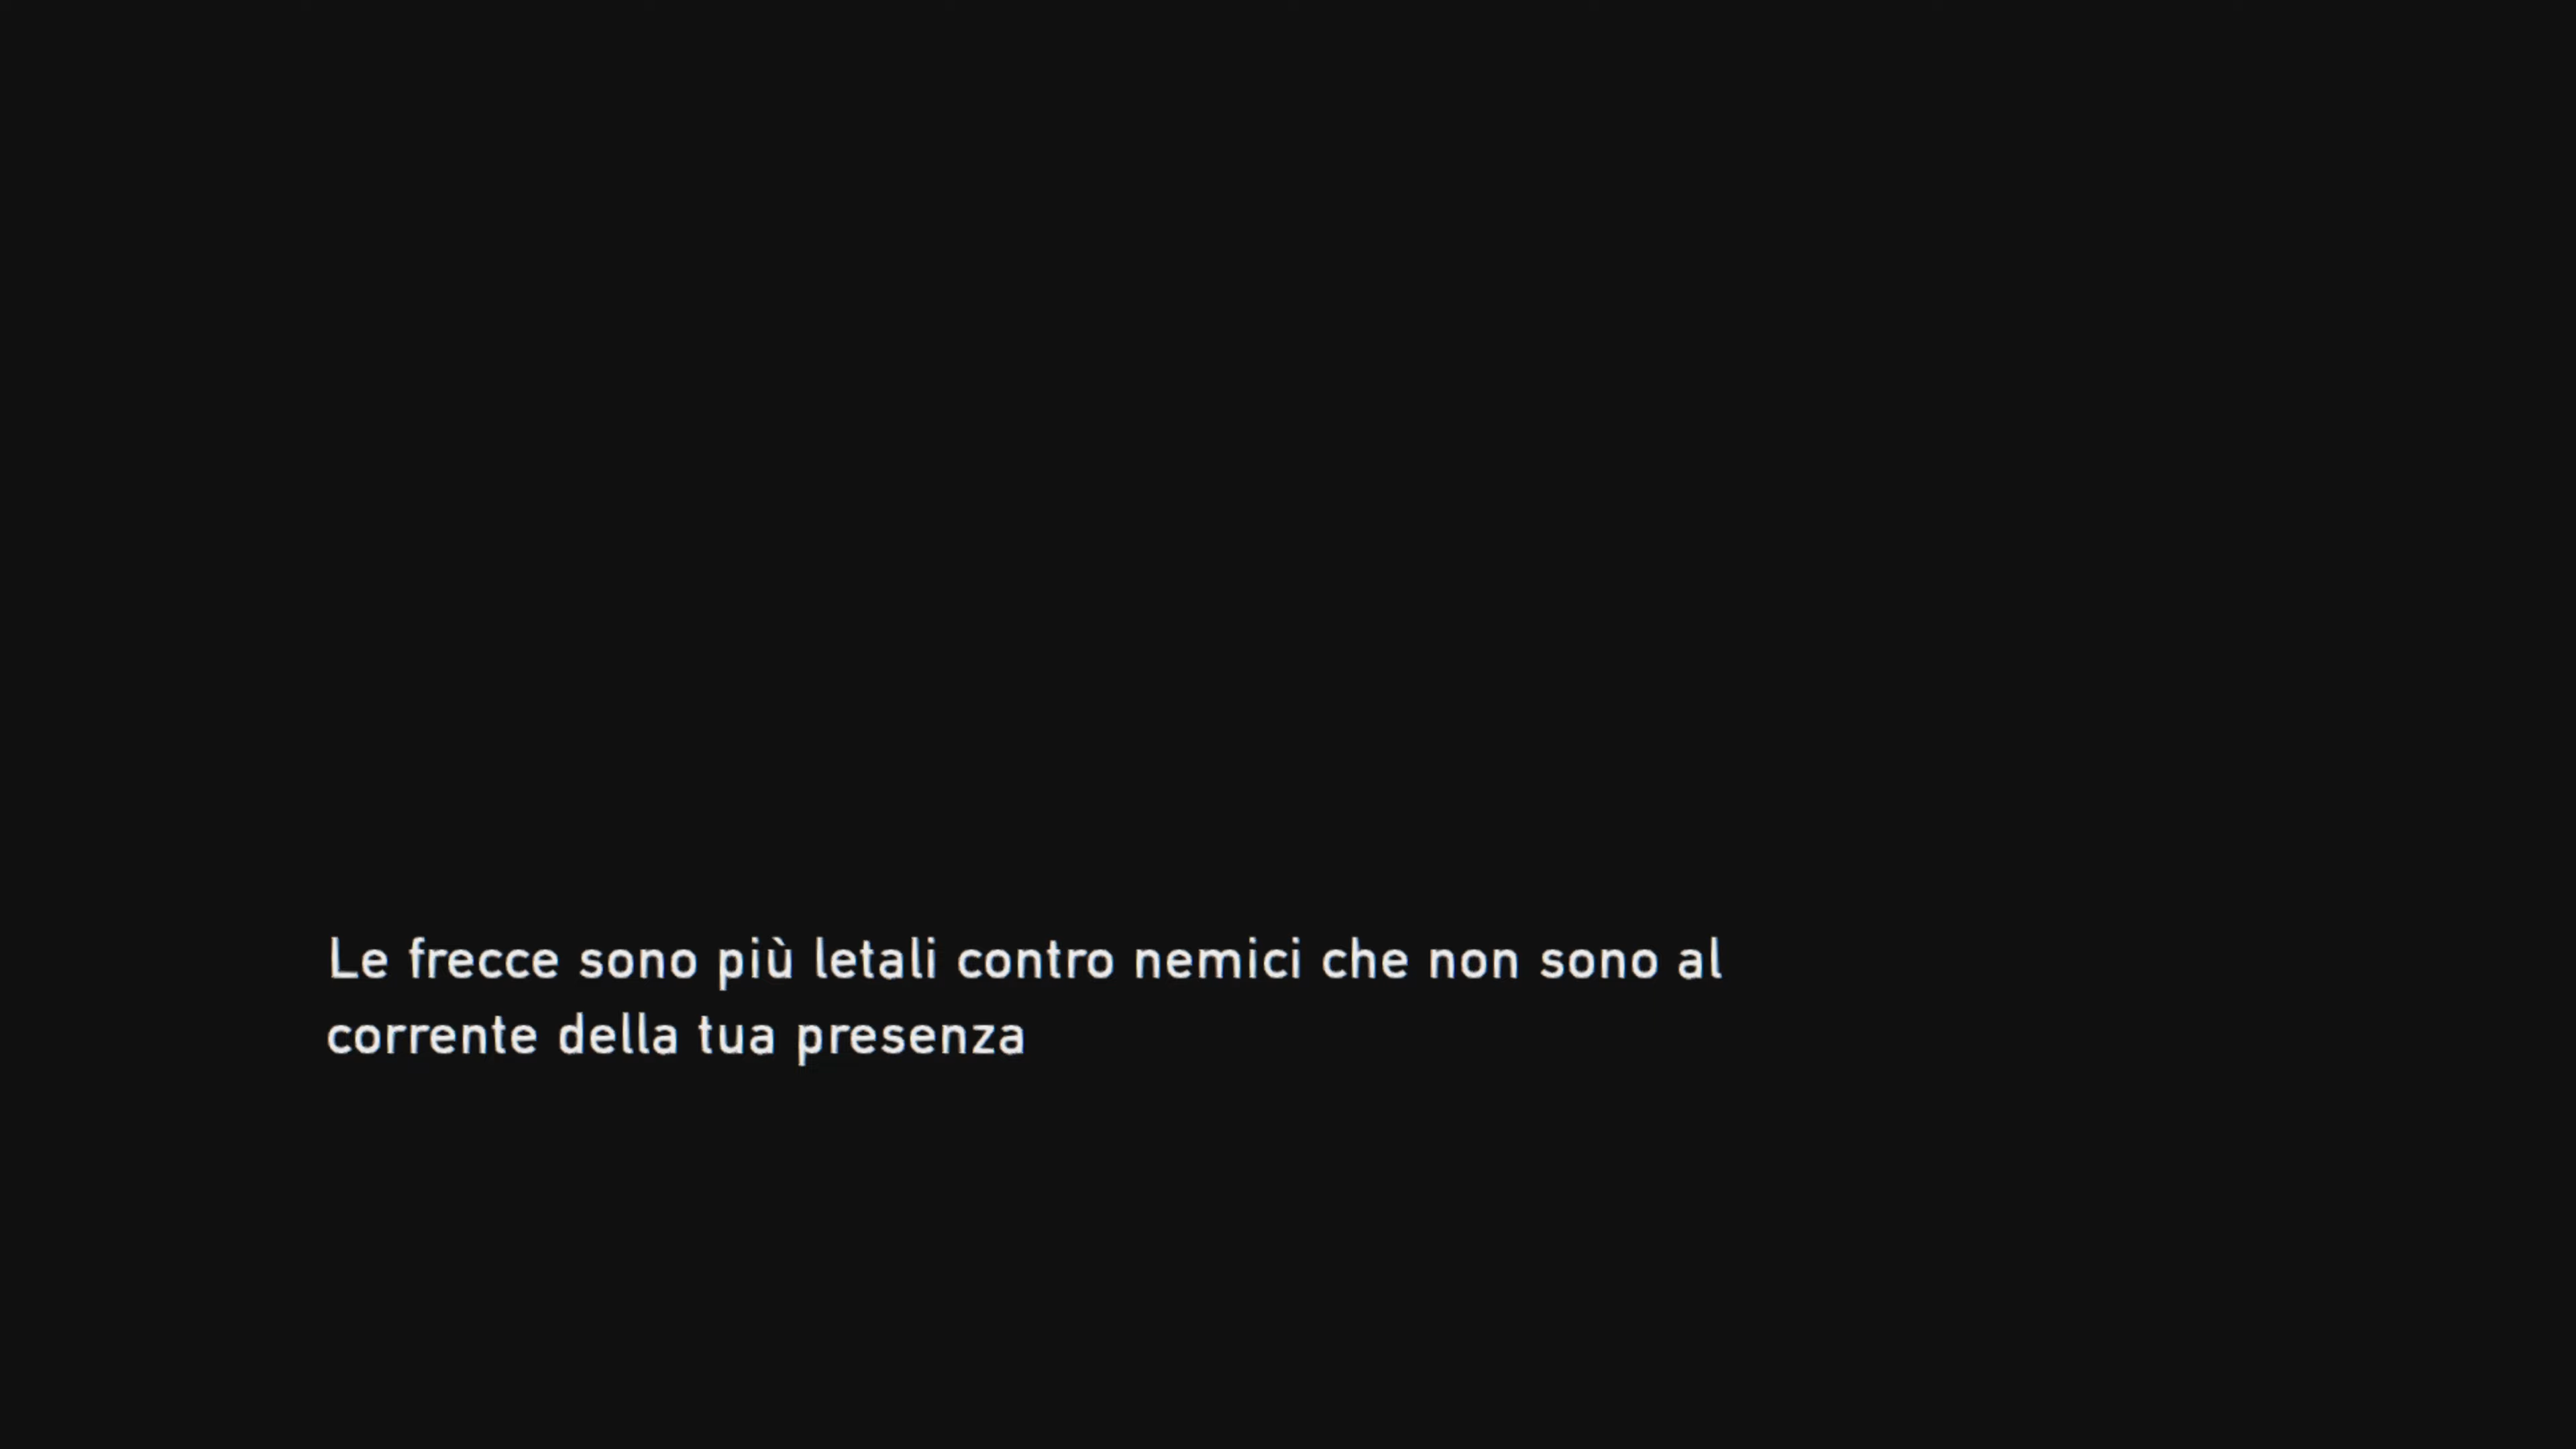 Le frecce sono più letali contro nemici che non sono al
corrente della tua presenza